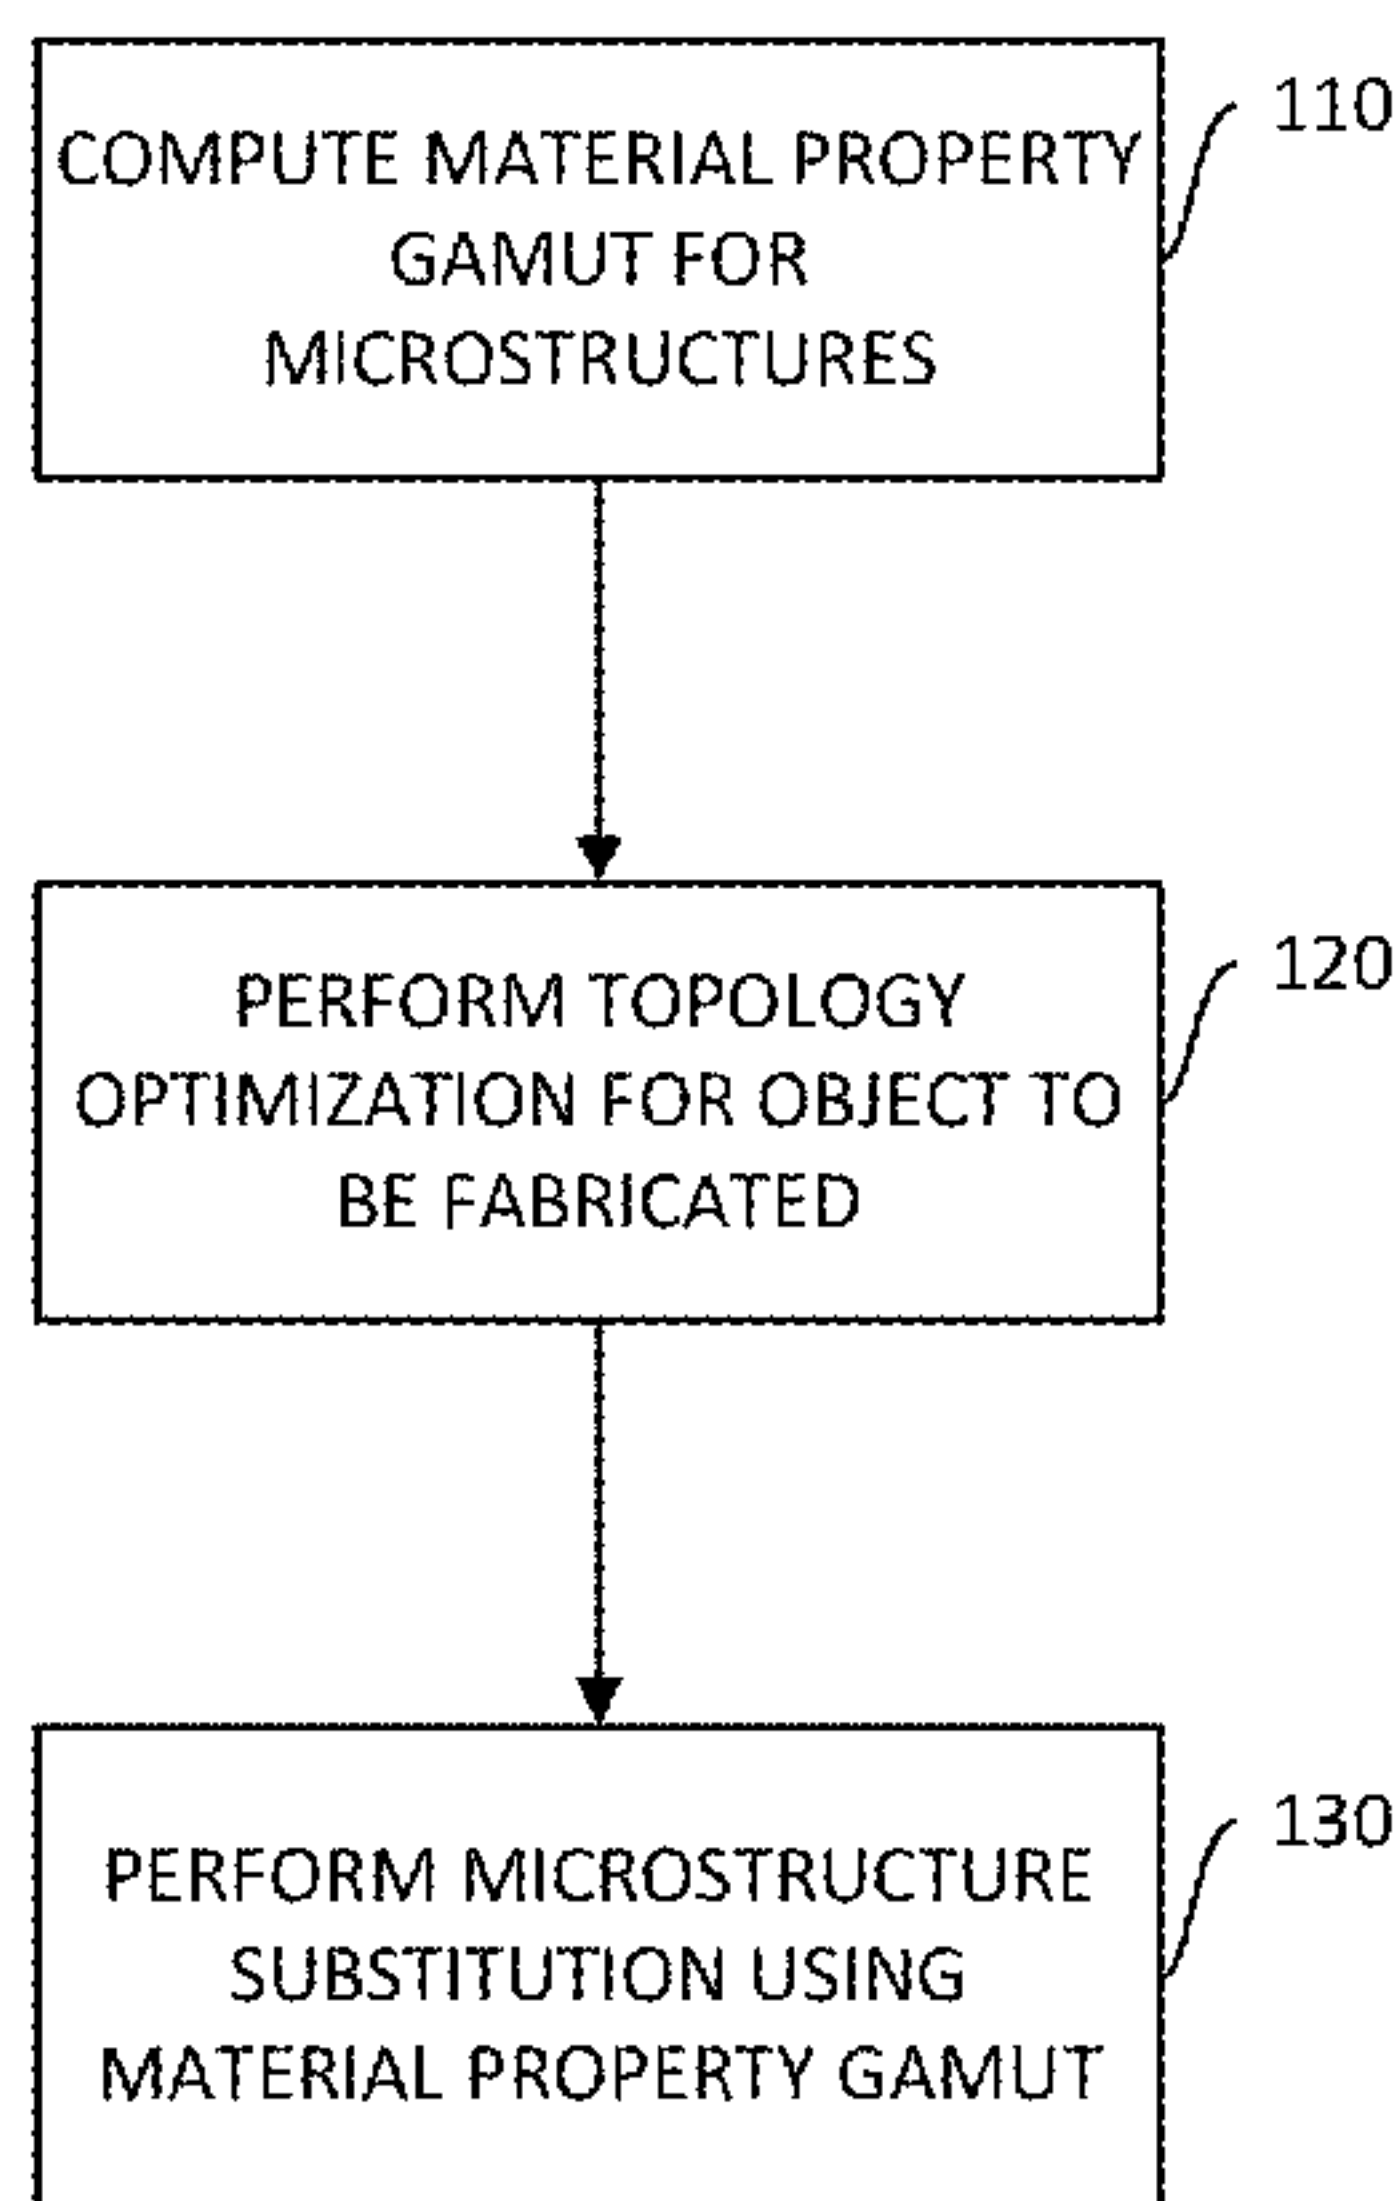 COMPUTE MATERIAL PROPERTY
GAMUT FOR
MICROSTRUCTURES
110
PERFORM TOPOLOGY
OPTIMIZATION FOR OBJECT TO
BE FABRICATED
120
PERFORM MICROSTRUCTURE
SUBSTITUTION USING
MATERIAL PROPERTY GAMUT
130